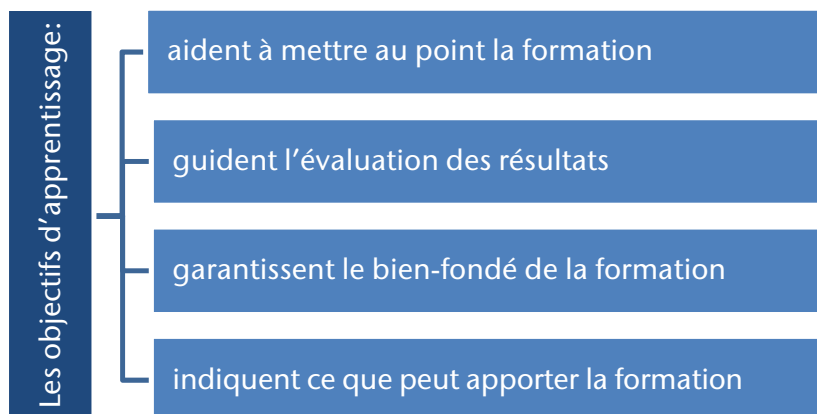 Les objectifs d’apprentissage:
aident à mettre au point la formation
guident l’évaluation des résultats
garantissent le bien-fondé de la formation
indiquent ce que peut apporter la formation